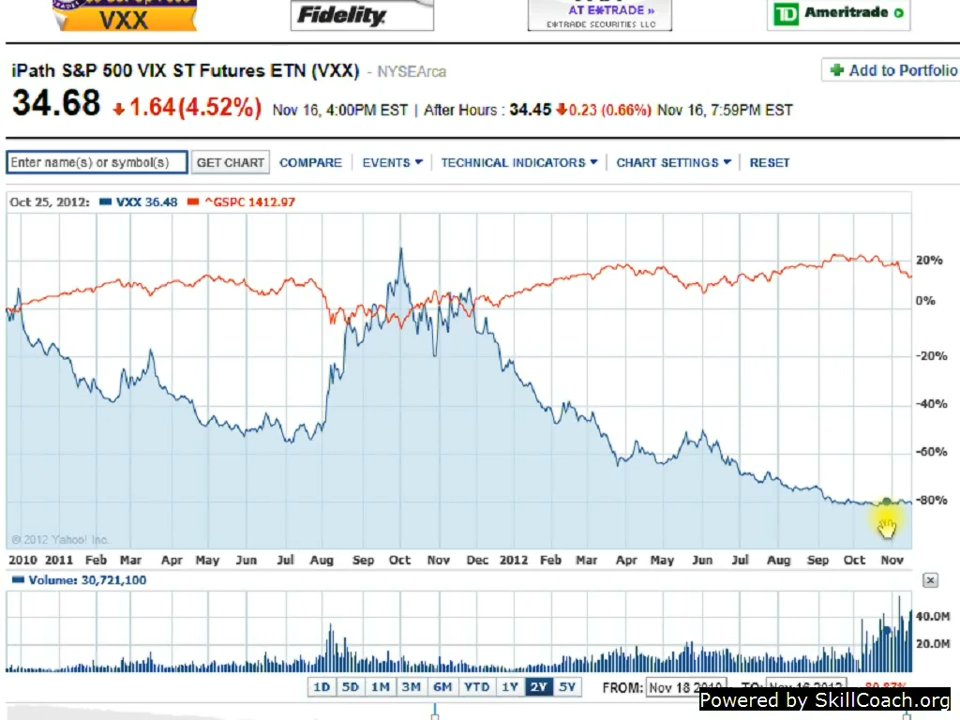 VXX
Fidelity
AT E*TRADE »
E*TRADE SECURITIES LLC
TD Ameritrade
iPath S&P 500 VIX ST Futures ETN (VXX) - NYSEArca
Add to Portfolio
34.68 1.64(4.52%) Nov 16, 4:00PM EST | After Hours : 34.45 0.23 (0.66%) Nov 16, 7:59PM EST
Enter name(s) or symbol(s) GET CHART COMPARE EVENTS TECHNICAL INDICATORS CHART SETTINGS RESET
Oct 25, 2012: VXX 36.48 ^GSPC 1412.97
20%
0%
-20%
-40%
-60%
-80%
© 2012 Yahoo! Inc.
2010 2011 Feb Mar Apr May Jun Jul Aug Sep Oct Nov Dec 2012 Feb Mar Apr May Jun Jul Aug Sep Oct Nov
Volume: 30,721,100
40.0M
20.0M
1D 5D 1M 3M 6M YTD 1Y 2Y 5Y FROM: Nov 18 2010 TO: Nov 16 2012
Powered by SkillCoach.org